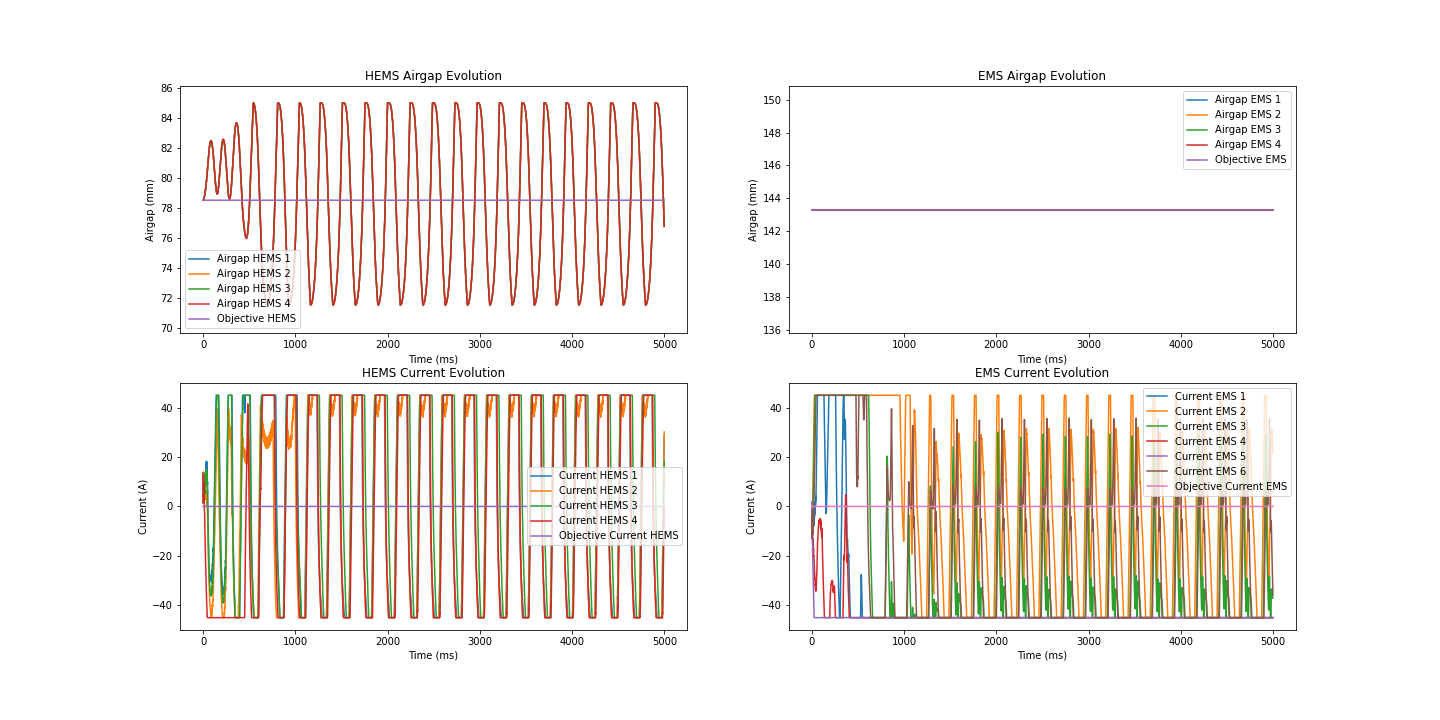 HEMS Airgap Evolution
86
84
82
80
78
76
74
72
70
Airgap (mm)
Airgap HEMS 1
Airgap HEMS 2
Airgap HEMS 3
Airgap HEMS 4
Objective HEMS
0 1000 2000 3000 4000 5000
Time (ms)
EMS Airgap Evolution
150
148
146
144
142
140
138
136
Airgap (mm)
Airgap EMS 1
Airgap EMS 2
Airgap EMS 3
Airgap EMS 4
Objective EMS
0 1000 2000 3000 4000 5000
Time (ms)
HEMS Current Evolution
40
20
0
−20
−40
Current (A)
Current HEMS 1
Current HEMS 2
Current HEMS 3
Current HEMS 4
Objective Current HEMS
0 1000 2000 3000 4000 5000
Time (ms)
EMS Current Evolution
40
20
0
−20
−40
Current (A)
Current EMS 1
Current EMS 2
Current EMS 3
Current EMS 4
Current EMS 5
Current EMS 6
Objective Current EMS
0 1000 2000 3000 4000 5000
Time (ms)